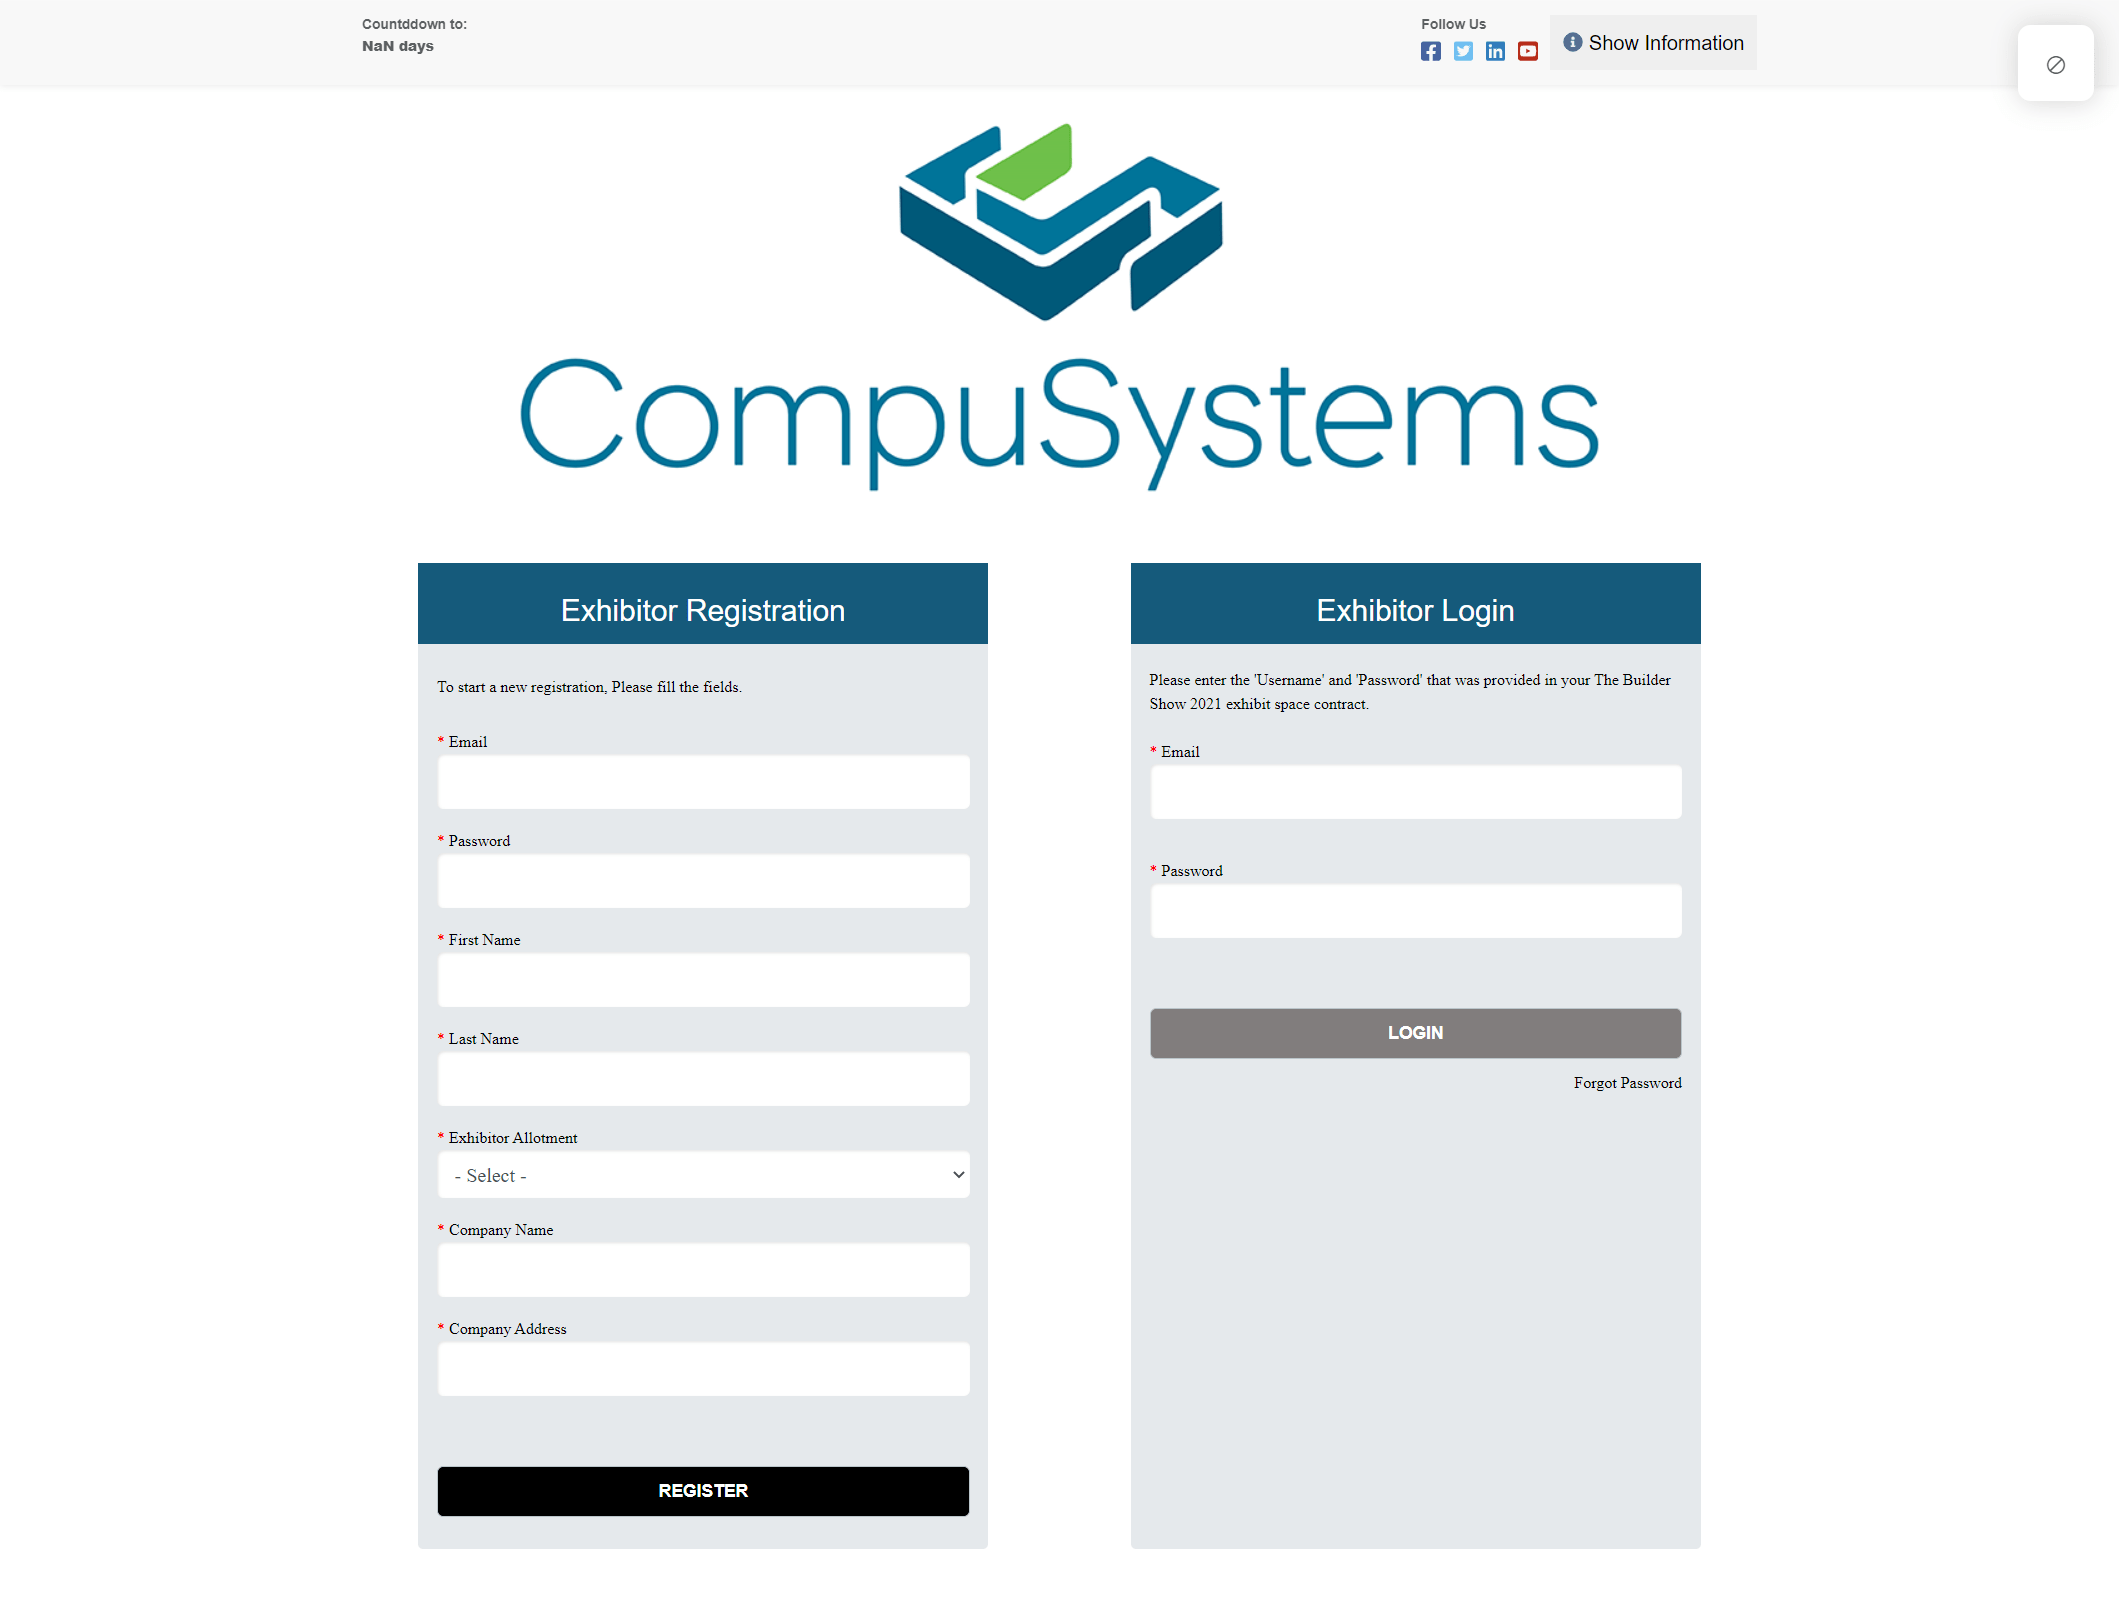 Countddown to:
NaN days
Follow Us
Show Information
CompuSystems
Exhibitor Registration
To start a new registration, Please fill the fields.
* Email
* Password
* First Name
* Last Name
* Exhibitor Allotment
- Select -
* Company Name
* Company Address
REGISTER
Exhibitor Login
Please enter the 'Username' and 'Password' that was provided in your The Builder
Show 2021 exhibit space contract.
* Email
* Password
LOGIN
Forgot Password